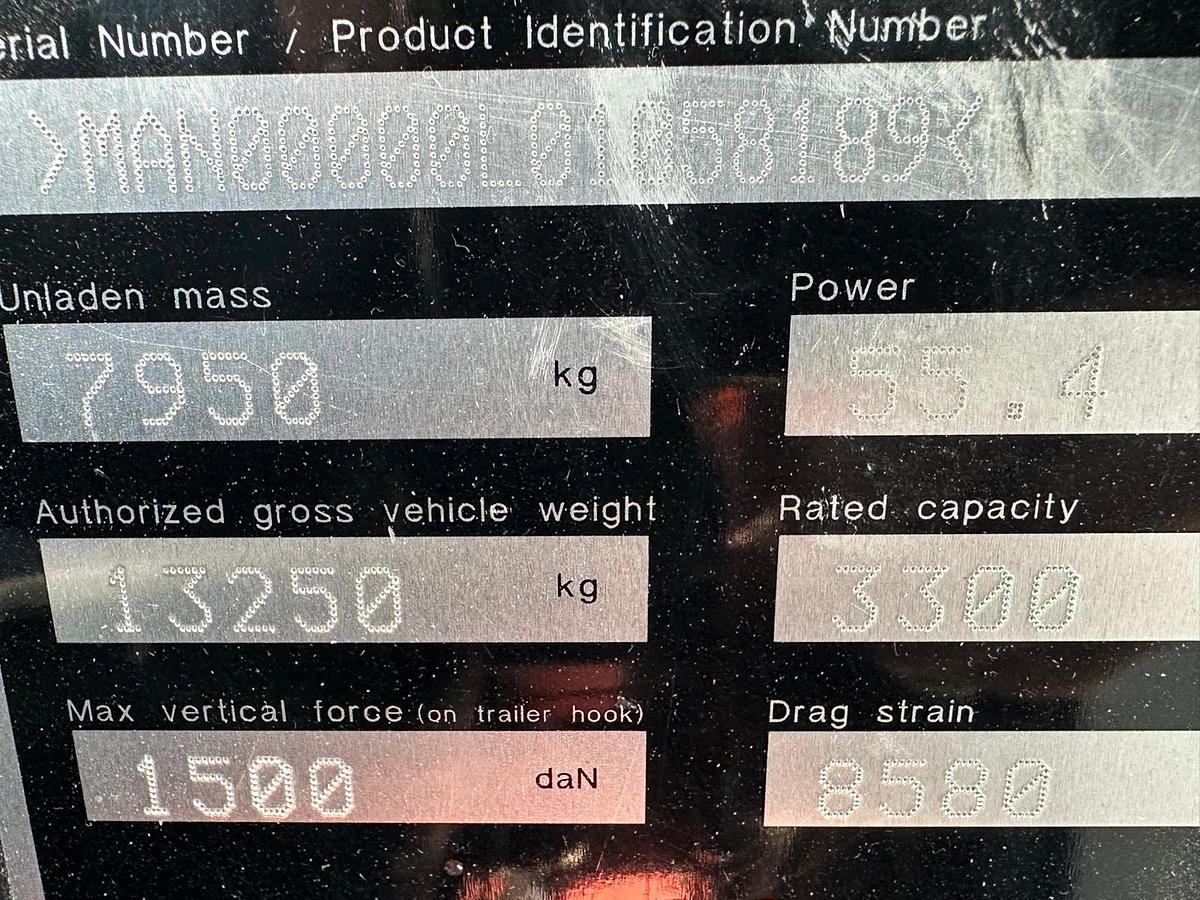 erial Number / Product Identification Number
>MAN00000L01058189<
Unladen mass
7950 kg
Power
55.4
Authorized gross vehicle weight
13250 kg
Rated capacity
3300
Max vertical force (on trailer hook)
1500 daN
Drag strain
8580